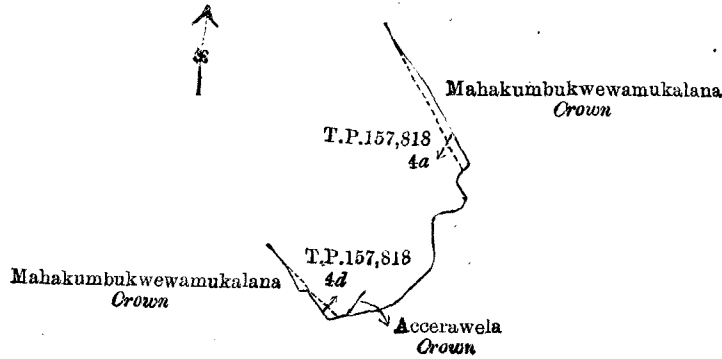 Mahakumbukwewamukalana
Crown
T.P.157,818
4a
T.P.157,818
4d
Mahakumbukwewamukalana
Crown
Accerawela
Crown